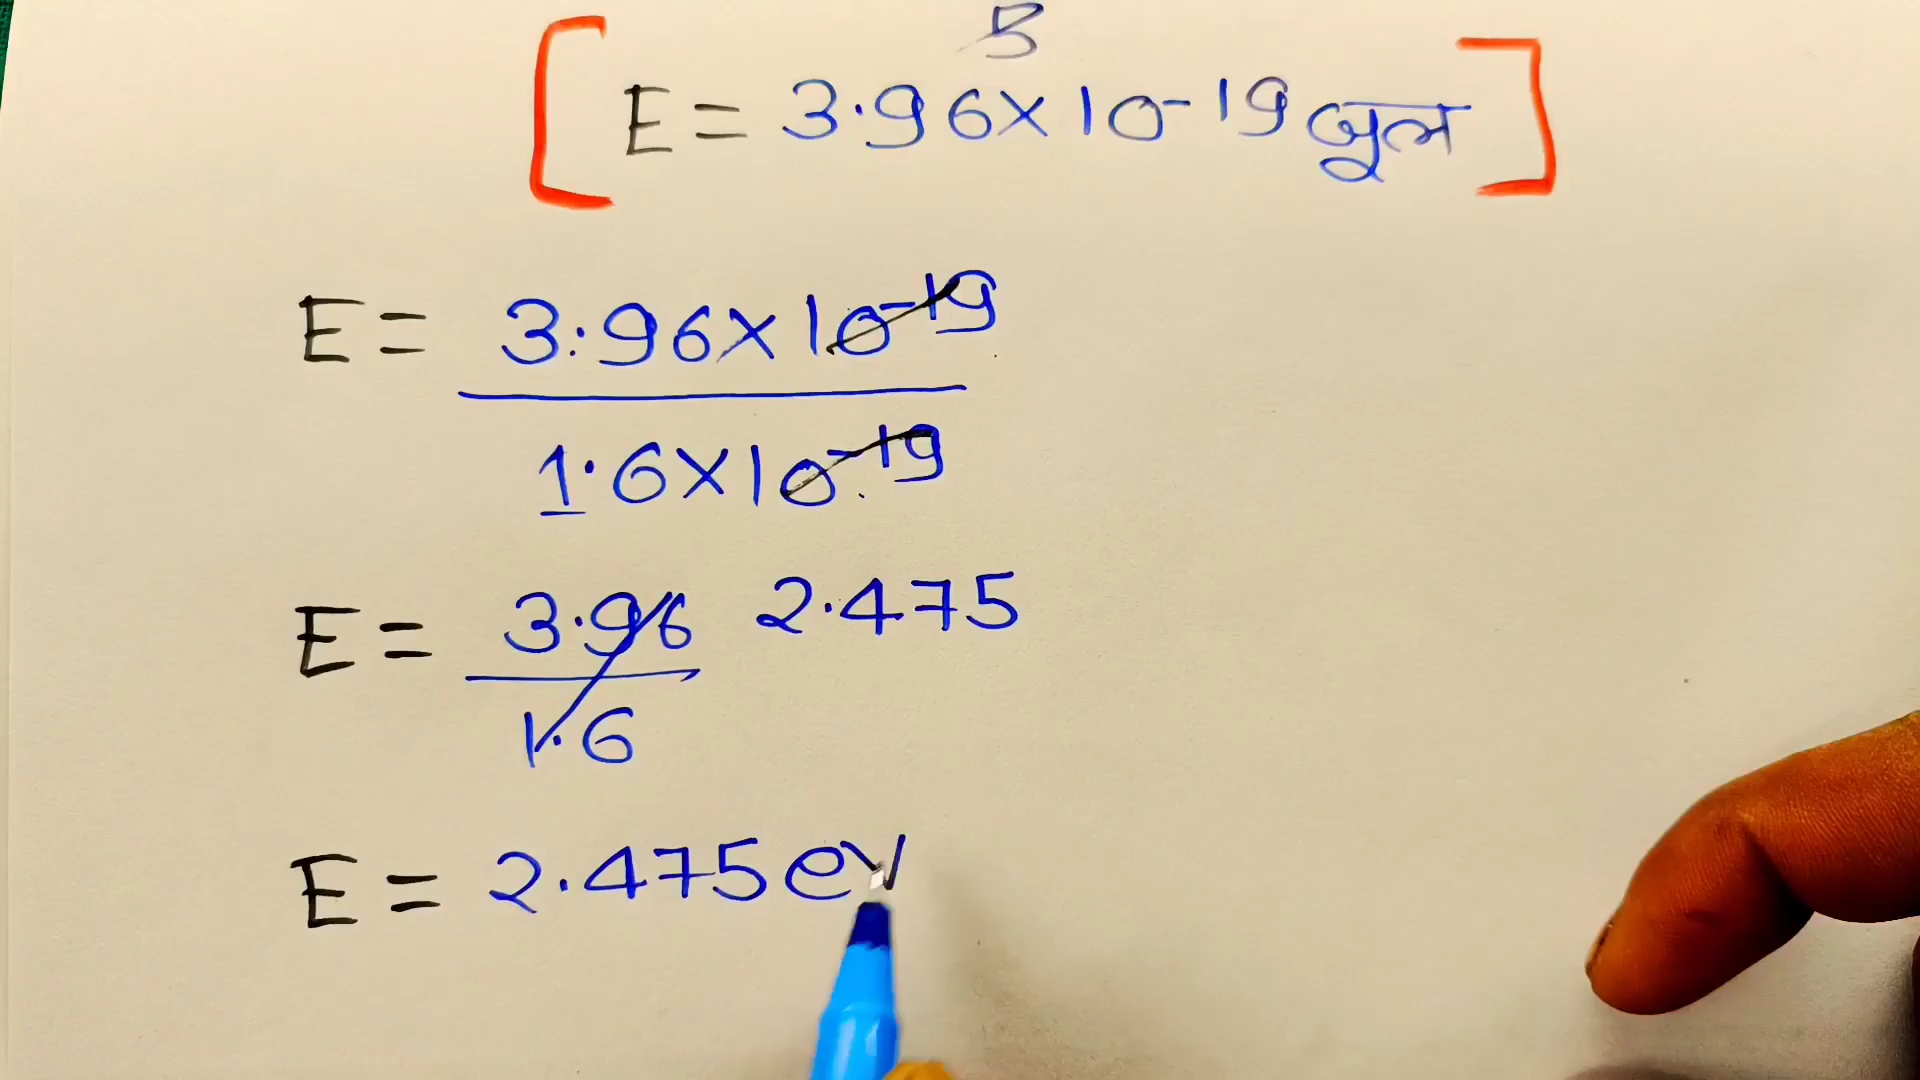 5
[E = 3.96×10-19 जूल]
E = 3.96×10⁻¹⁹
1.6×10⁻¹⁹
E = 3.96 2.475
1.6
E = 2.475 eV